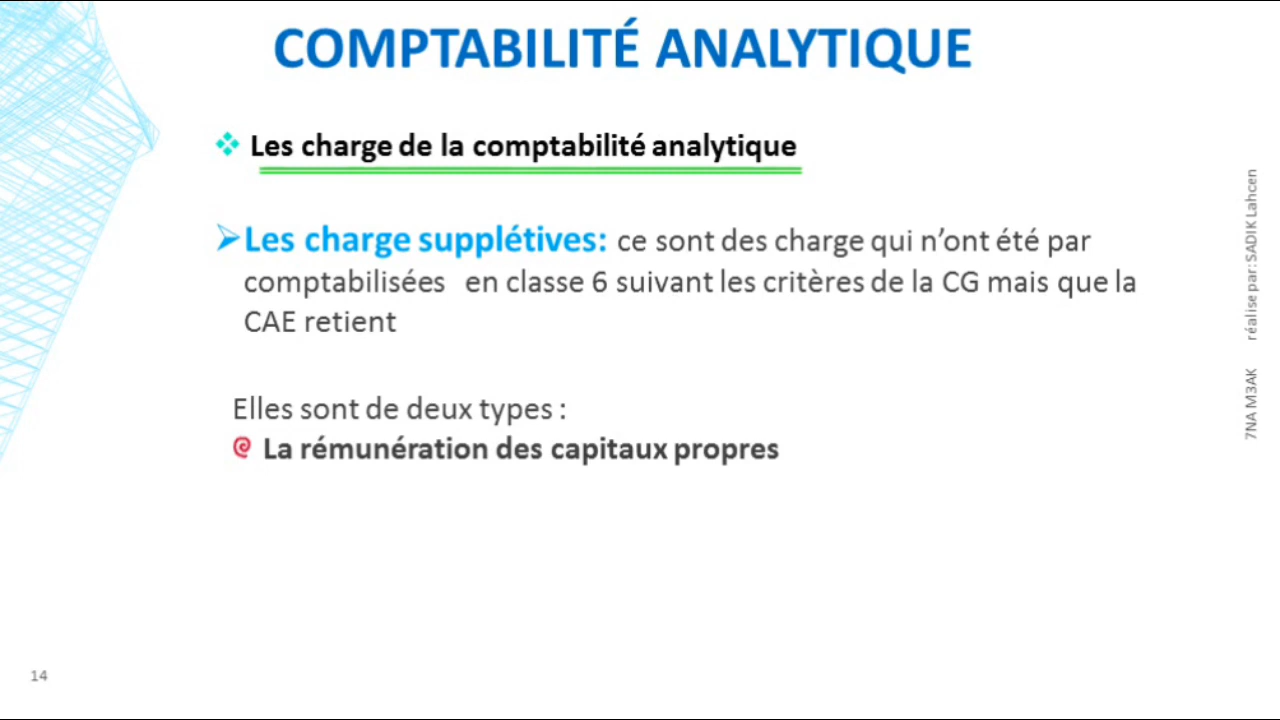 COMPTABILITÉ ANALYTIQUE
Les charge de la comptabilité analytique
Les charge supplétives: ce sont des charge qui n’ont été par
comptabilisées en classe 6 suivant les critères de la CG mais que la
CAE retient
Elles sont de deux types :
La rémunération des capitaux propres
7NA M3AK réalise par: SADIK Lahcen
14